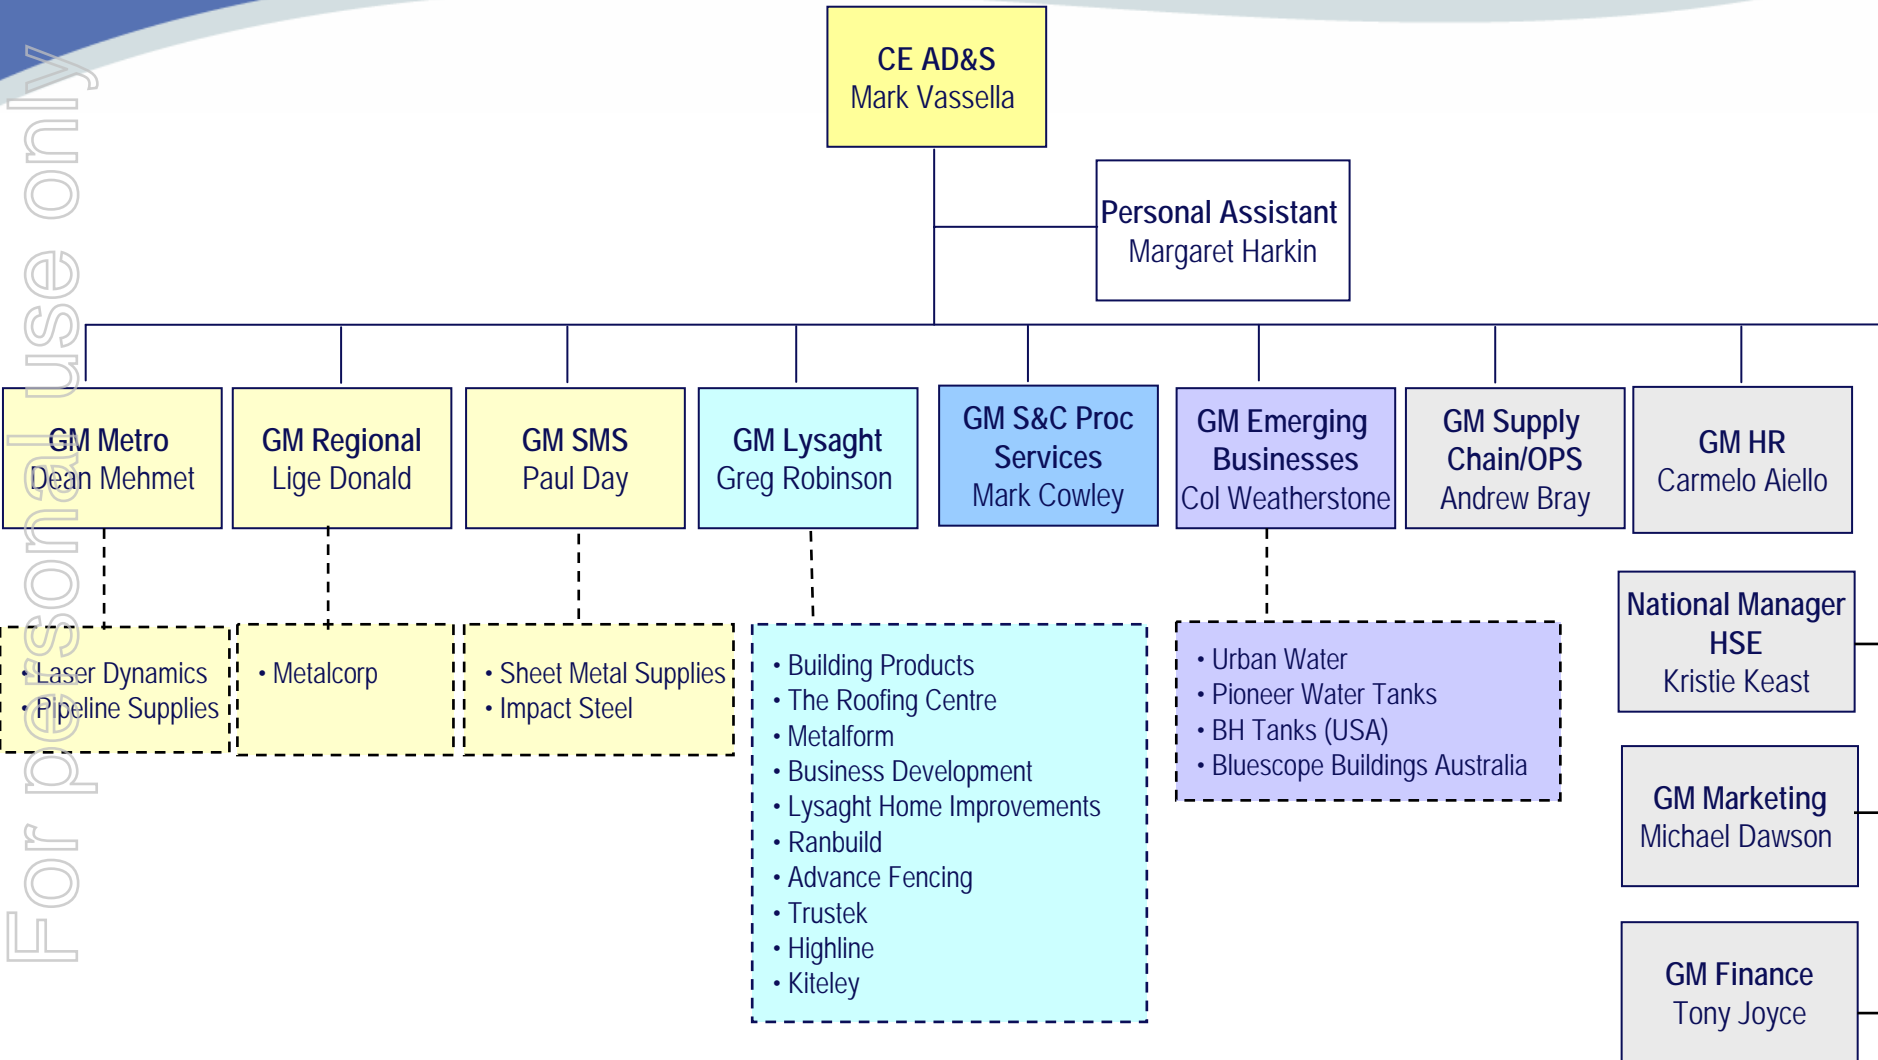 CE AD&S
Mark Vassella
Personal Assistant
Margaret Harkin
GM Metro
Dean Mehmet
GM Regional
Lige Donald
GM SMS
Paul Day
GM Lysaght
Greg Robinson
GM S&C Proc
Services
Mark Cowley
GM Emerging
Businesses
Col Weatherstone
GM Supply
Chain/OPS
Andrew Bray
GM HR
Carmelo Aiello
National Manager
HSE
Kristie Keast
GM Marketing
Michael Dawson
GM Finance
Tony Joyce
• Laser Dynamics
• Pipeline Supplies
• Metalcorp
• Sheet Metal Supplies
• Impact Steel
• Building Products
• The Roofing Centre
• Metalform
• Business Development
• Lysaght Home Improvements
• Ranbuild
• Advance Fencing
• Trustek
• Highline
• Kiteley
• Urban Water
• Pioneer Water Tanks
• BH Tanks (USA)
• Bluescope Buildings Australia
For personal use only